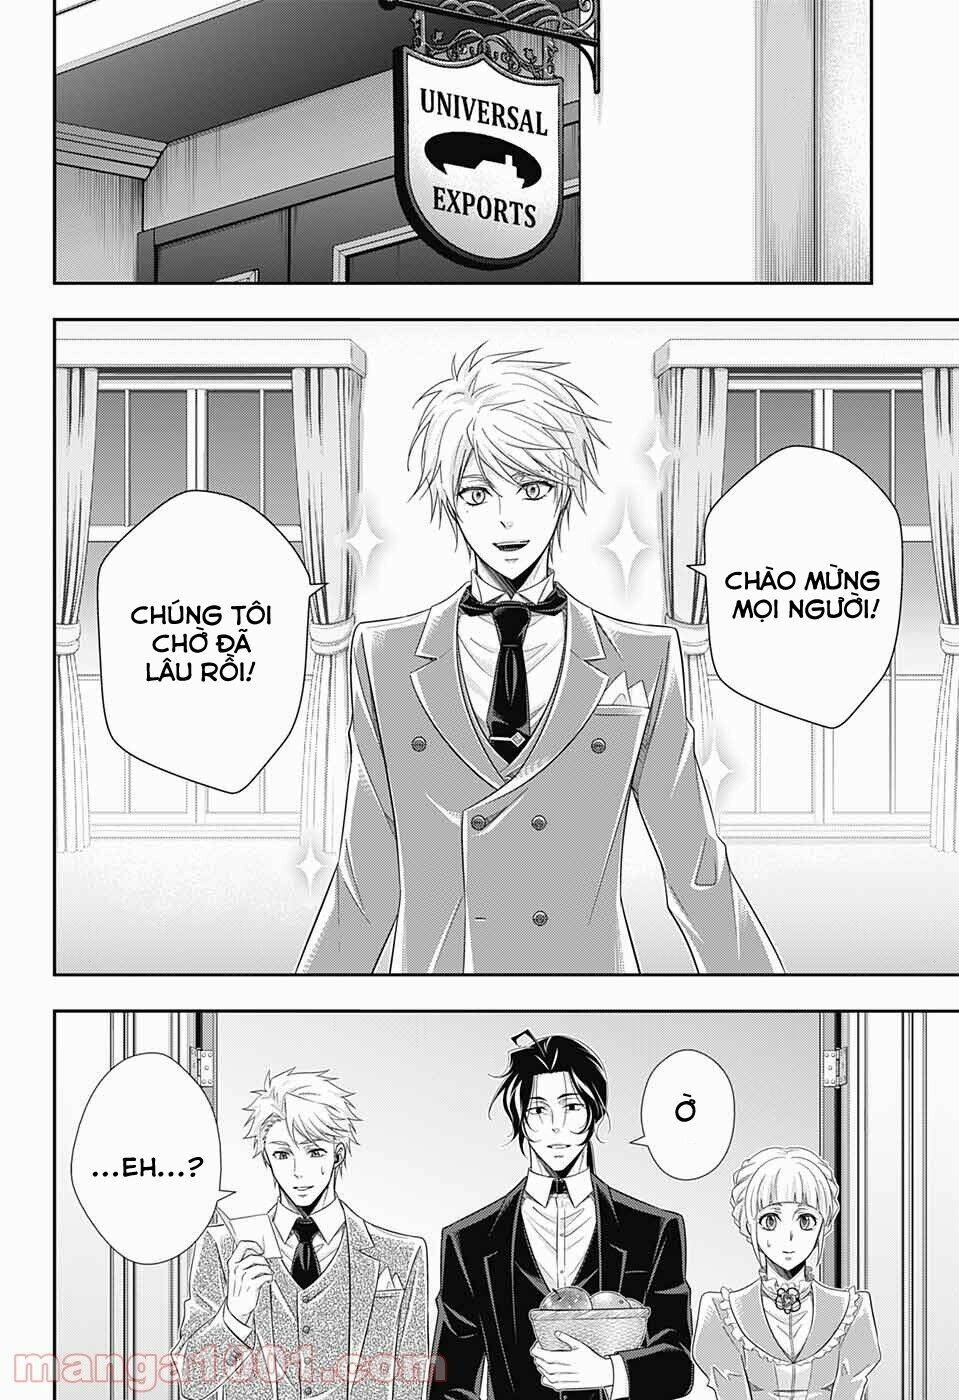 UNIVERSAL
EXPORTS
CHÀO MỪNG
MỌI NGƯỜI!
CHÚNG TÔI
CHỜ ĐÃ
LÂU RỒI!
Ờ
...EH...?
manga1001.com